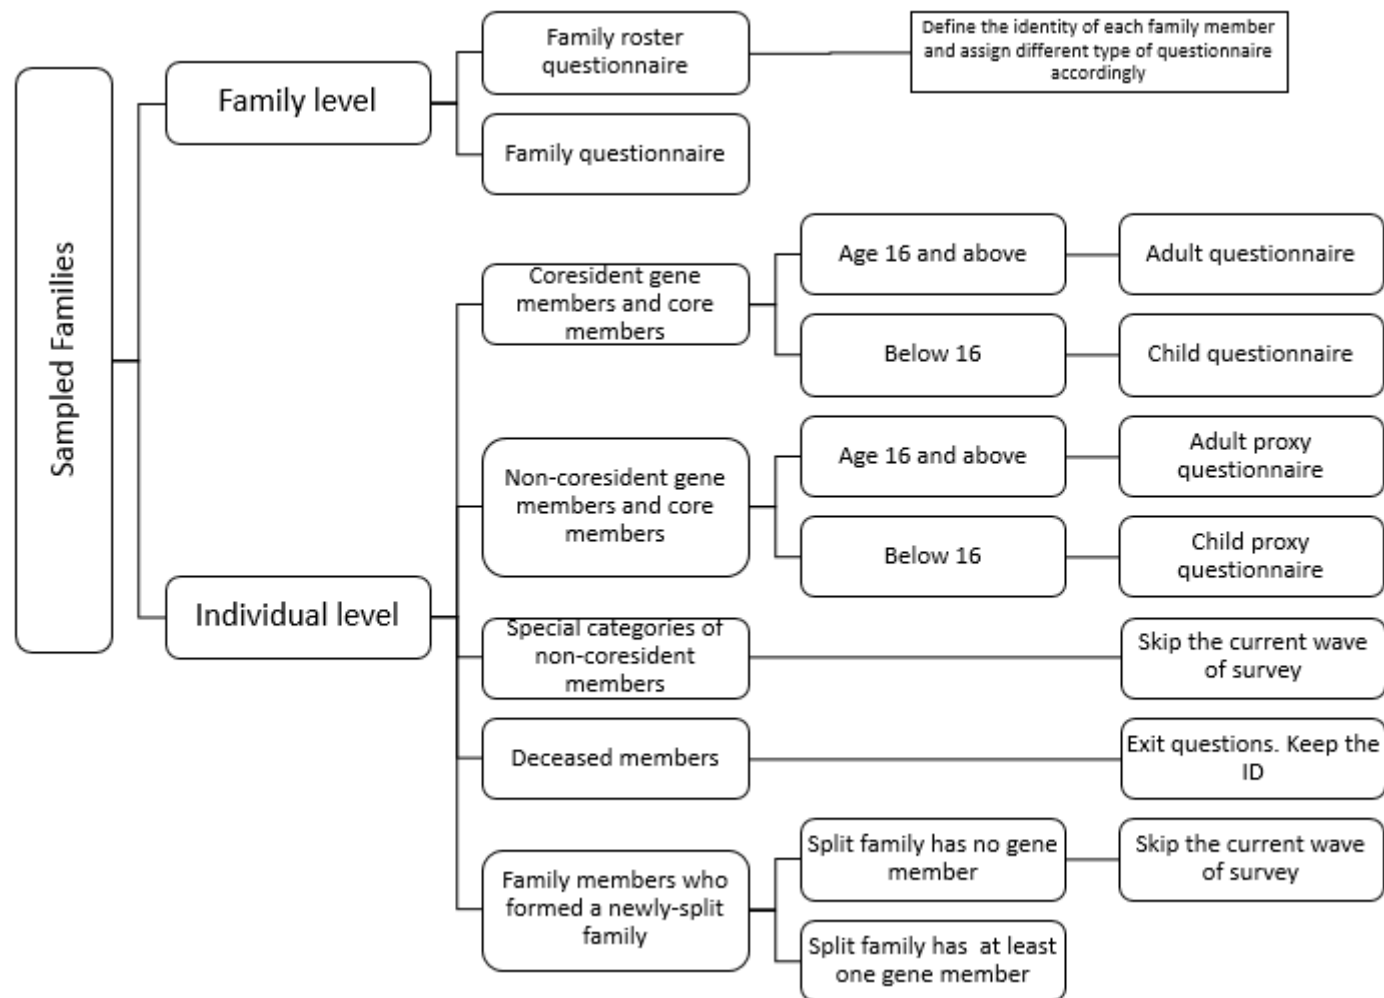 Sampled Families
Family level
Family roster
questionnaire
Define the identity of each family member
and assign different type of questionnaire
accordingly
Family questionnaire
Individual level
Coresident gene
members and core
members
Age 16 and above
Adult questionnaire
Below 16
Child questionnaire
Non-coresident gene
members and core
members
Age 16 and above
Adult proxy
questionnaire
Below 16
Child proxy
questionnaire
Special categories of
non-coresident
members
Skip the current wave
of survey
Deceased members
Exit questions. Keep the
ID
Family members who
formed a newly-split
family
Split family has no gene
member
Skip the current wave
of survey
Split family has  at least
one gene member